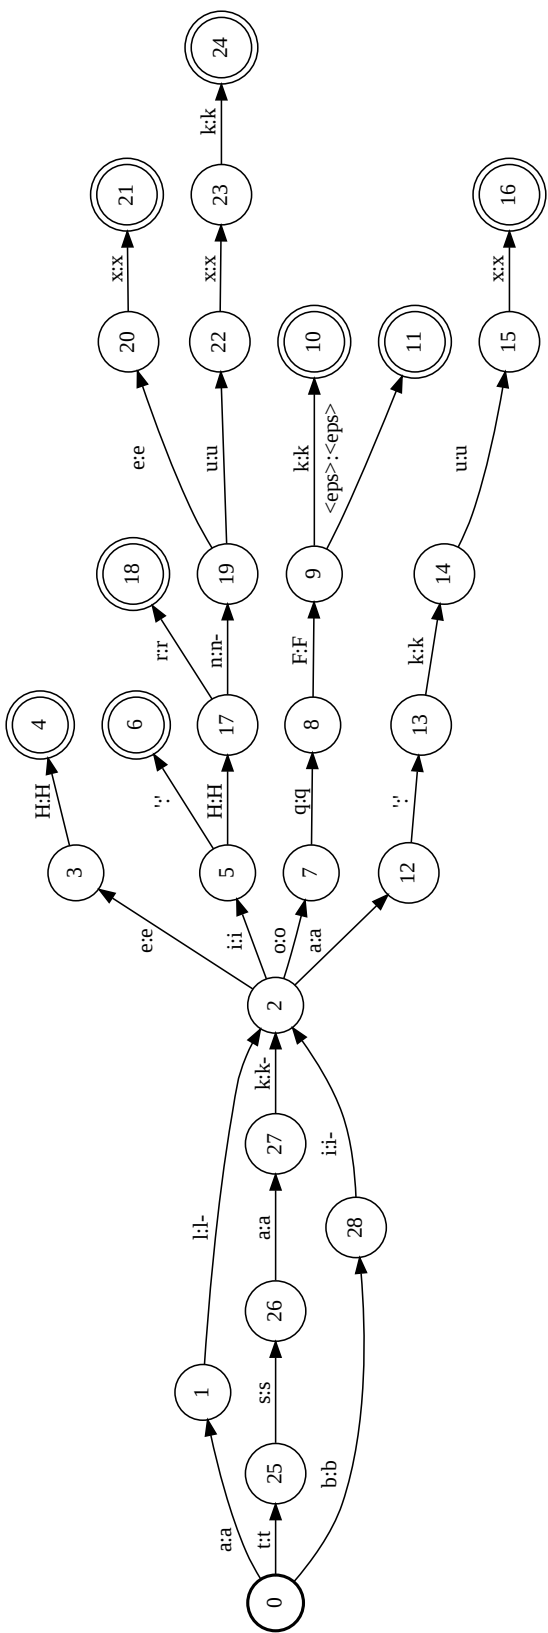 0
a:a
t:t
b:b
1
25
s:s
26
a:a
28
l:l-
27
k:k-
i:i-
2
e:e
i:i
o:o
a:a
3
5
7
12
H:H
':'
H:H
q:q
':'
4
6
17
8
13
r:r
n:n-
F:F
k:k
18
19
9
14
e:e
u:u
k:k
<eps>:<eps>
u:u
20
22
10
11
15
x:x
x:x
x:x
21
23
16
k:k
24